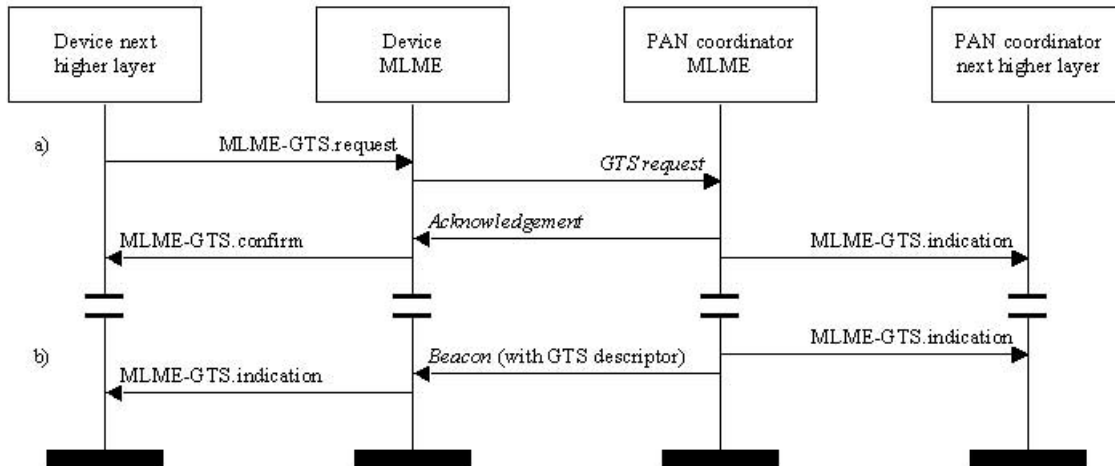 Device next
higher layer
Device
MLME
PAN coordinator
MLME
PAN coordinator
next higher layer
a)
MLME-GTS.request
GTS request
Acknowledgement
MLME-GTS.confirm
MLME-GTS.indication
MLME-GTS.indication
b)
Beacon (with GTS descriptor)
MLME-GTS.indication